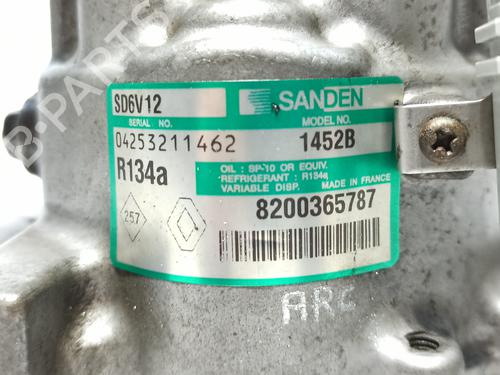 SD6V12
SANDEN
SERIAL NO.
MODEL NO.
04253211462
1452B
R134a
OIL : SP-10 OR EQUIV.
REFRIGERANT : R134a
VARIABLE DISP. MADE IN FRANCE
257
8200365787
ARC
B-PARTS